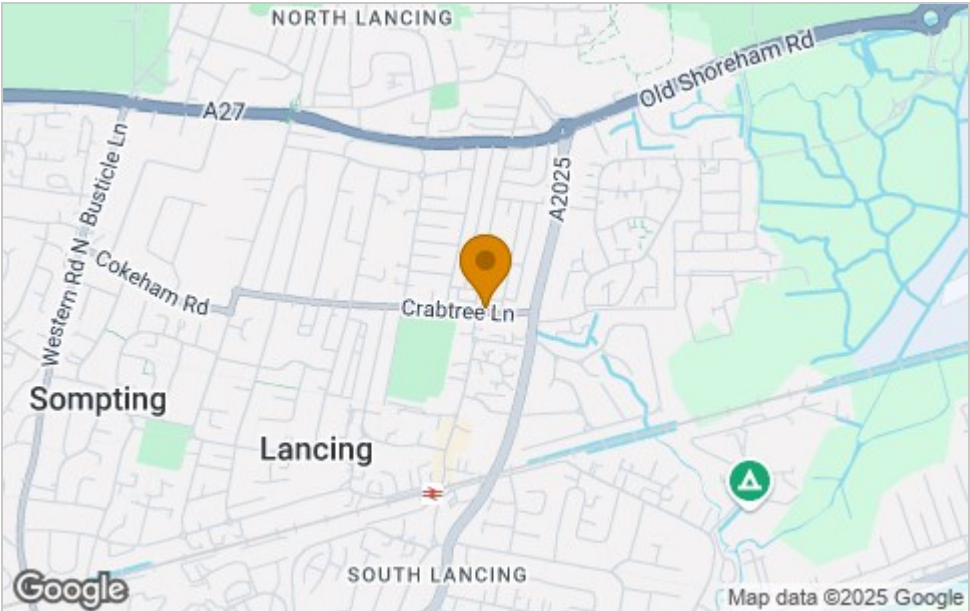 NORTH LANCING
Old Shoreham Rd
A27
A2025
Western Rd N
Busticle Ln
Cokeham Rd
Crabtree Ln
Sompting
Lancing
SOUTH LANCING
Google
Map data ©2025 Google